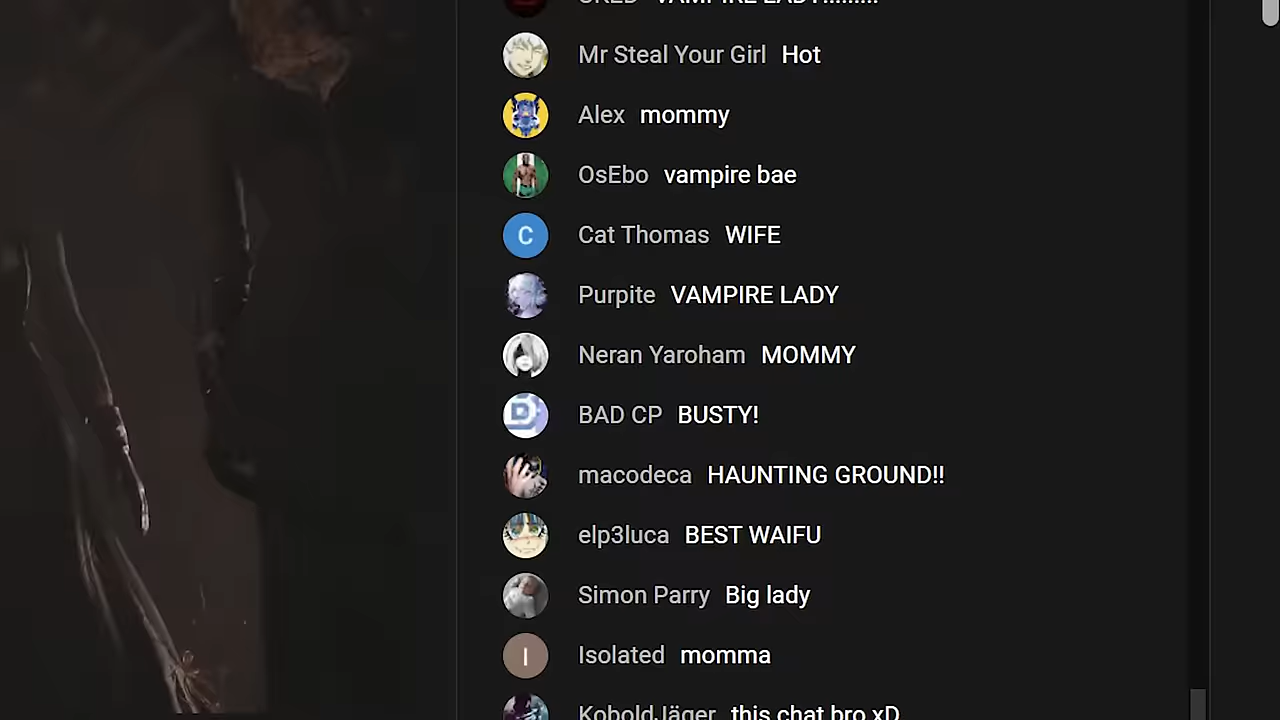 Mr Steal Your Girl Hot
Alex mommy
OsEbo vampire bae
C Cat Thomas WIFE
Purpite VAMPIRE LADY
Neran Yaroham MOMMY
D BAD CP BUSTY!
macodeca HAUNTING GROUND!!
elp3luca BEST WAIFU
Simon Parry Big lady
I Isolated momma
KoboldJäger this chat bro xD